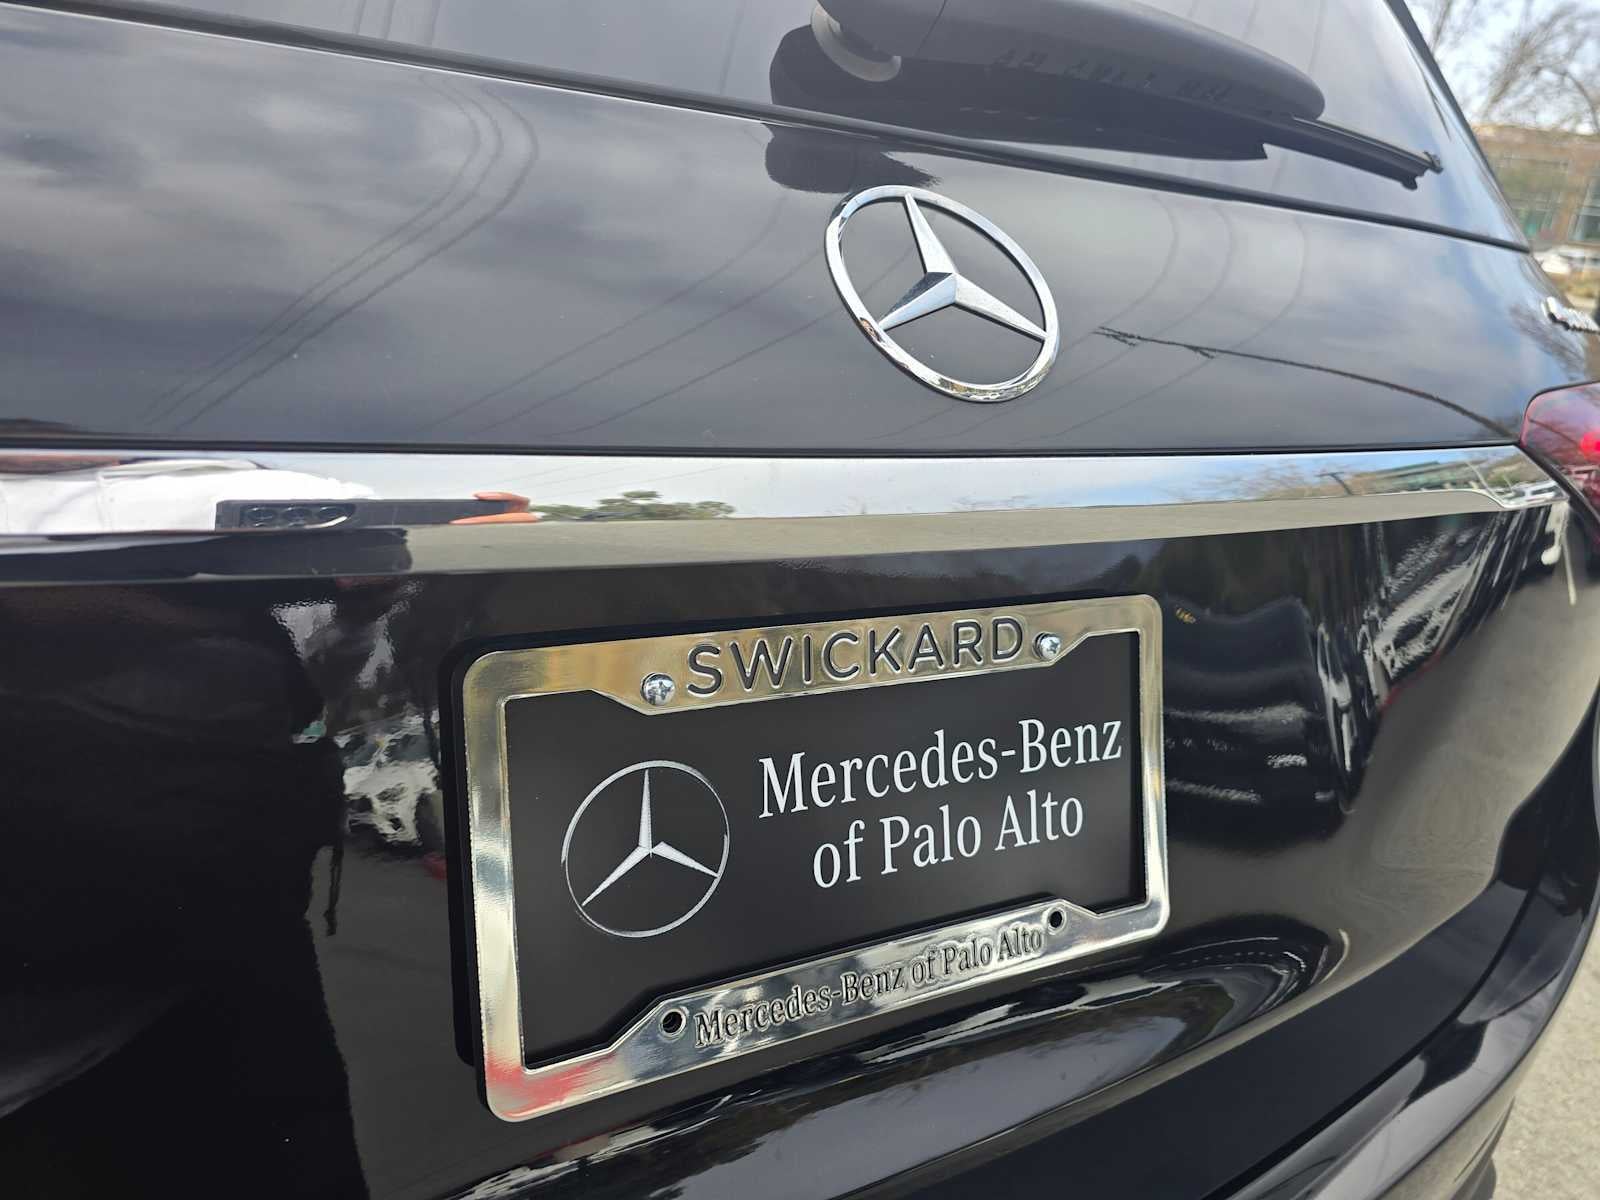 SWICKARD
Mercedes-Benz
of Palo Alto
Mercedes-Benz of Palo Alto